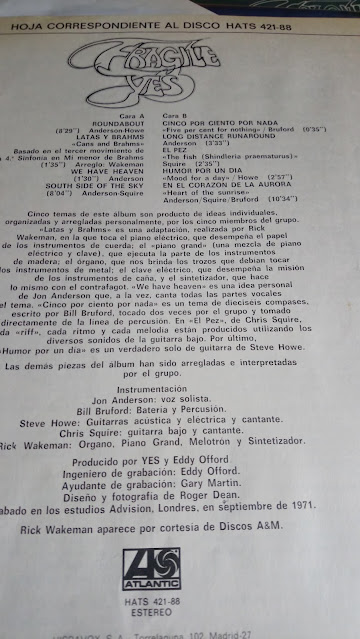 HOJA CORRESPONDIENTE AL DISCO HATS 421-88
FRAGILE
YES
Cara A
ROUNDABOUT
(8'29") Anderson-Howe
LATAS Y BRAHMS
«Cans and Brahms»
Basado en el tercer movimiento de
4.ª Sinfonía en Mi menor de Brahms
(1'35") Arreglo: Wakeman
WE HAVE HEAVEN
(1'30") Anderson
SOUTH SIDE OF THE SKY
(8'04") Anderson-Squire
Cara B
CINCO POR CIENTO POR NADA
«Five per cent for nothing» / Bruford (0'35")
LONG DISTANCE RUNAROUND
Anderson (3'33")
EL PEZ
«The fish (Shindleria praematurus)»
Squire (2'35")
HUMOR POR UN DIA
«Mood for a day» / Howe (2'57")
EN EL CORAZON DE LA AURORA
«Heart of the sunrise»
Anderson/Squire/Bruford (10'34")
Cinco temas de este album son producto de ideas individuales,
organizadas y arregladas personalmente, por los cinco miembros del grupo.
«Latas y Brahms» es una adaptación, realizada por Rick
Wakeman, en la que toca el piano eléctrico, que desempeña el papel
de los instrumentos de cuerda; el «piano grand» (una mezcla de piano
eléctrico y clave), que ejecuta la parte de los instrumentos
de madera; el órgano, que nos brinda los trozos que debían tocar
los instrumentos de metal; el clave eléctrico, que desempeña la misión
de los instrumentos de caña, y el sintetizador, que hace
lo mismo con el contrafagot. «We have heaven» es una idea personal
de Jon Anderson que, a la vez, canta todas las partes vocales
el tema. «Cinco por ciento por nada» es un tema de dieciséis compases,
escrito por Bill Bruford, tocado dos veces por el grupo y tomado
directamente de la línea de percusión. En «El Pez», de Chris Squire,
cada «riff», cada ritmo y cada melodía están producidos utilizando los
diversos sonidos de la guitarra bajo. Por último,
«Humor por un día» es un verdadero solo de guitarra de Steve Howe.
Las demás piezas del álbum han sido arregladas e interpretadas
por el grupo.
Instrumentación
Jon Anderson: voz solista.
Bill Bruford: Batería y Percusión.
Steve Howe: Guitarras acústica y eléctrica y cantante.
Chris Squire: guitarra bajo y cantante.
Rick Wakeman: Organo, Piano Grand, Melotrón y Sintetizador.
Producido por YES y Eddy Offord
Ingeniero de grabación: Eddy Offord.
Ayudante de grabación: Gary Martin.
Diseño y fotografía de Roger Dean.
abado en los estudios Advision, Londres, en septiembre de 1971.
Rick Wakeman aparece por cortesía de Discos A&M.
ATLANTIC
HATS 421-88
ESTEREO
HISPAVOX S. A. Torrelaguna, 102. Madrid-27